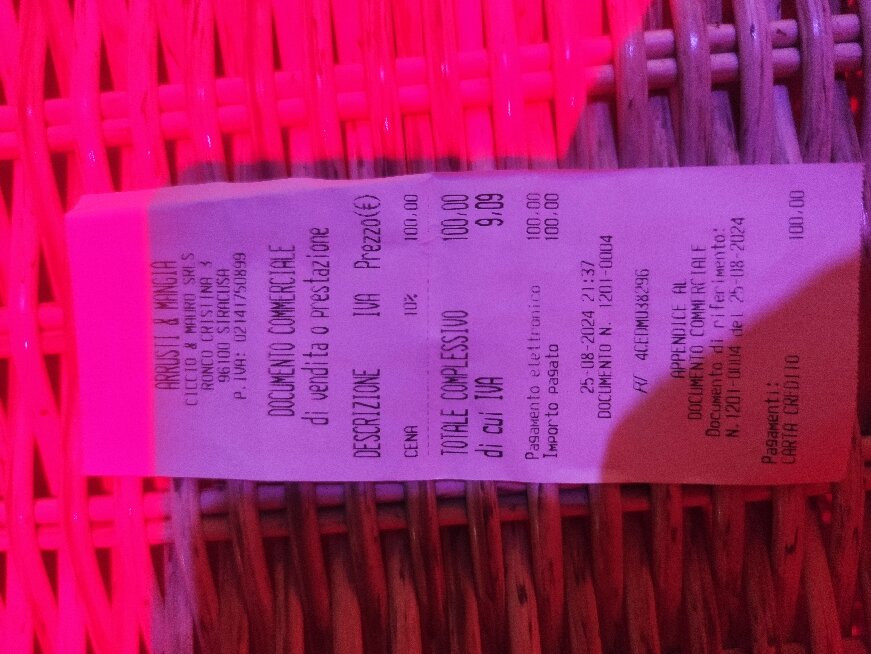 ARRUSTI & MANGIA
CICCIO & MAURO SRLS
RONCO CRISTINA 3
96100 SIRACUSA
P.IVA: 02141750899
DOCUMENTO COMMERCIALE
di vendita o prestazione
DESCRIZIONE IVA Prezzo(€)
CENA 10% 100,00
TOTALE COMPLESSIVO 100,00
di cui IVA 9,09
Pagamento elettronico 100,00
Importo pagato 100,00
25-08-2024 21:37
DOCUMENTO N. 1201-0004
RT 4CEDMU38296
APPENDICE AL
DOCUMENTO COMMERCIALE
Documento di riferimento:
N.1201-0004 del 25-08-2024
Pagamenti:
CARTA CREDITO 100,00